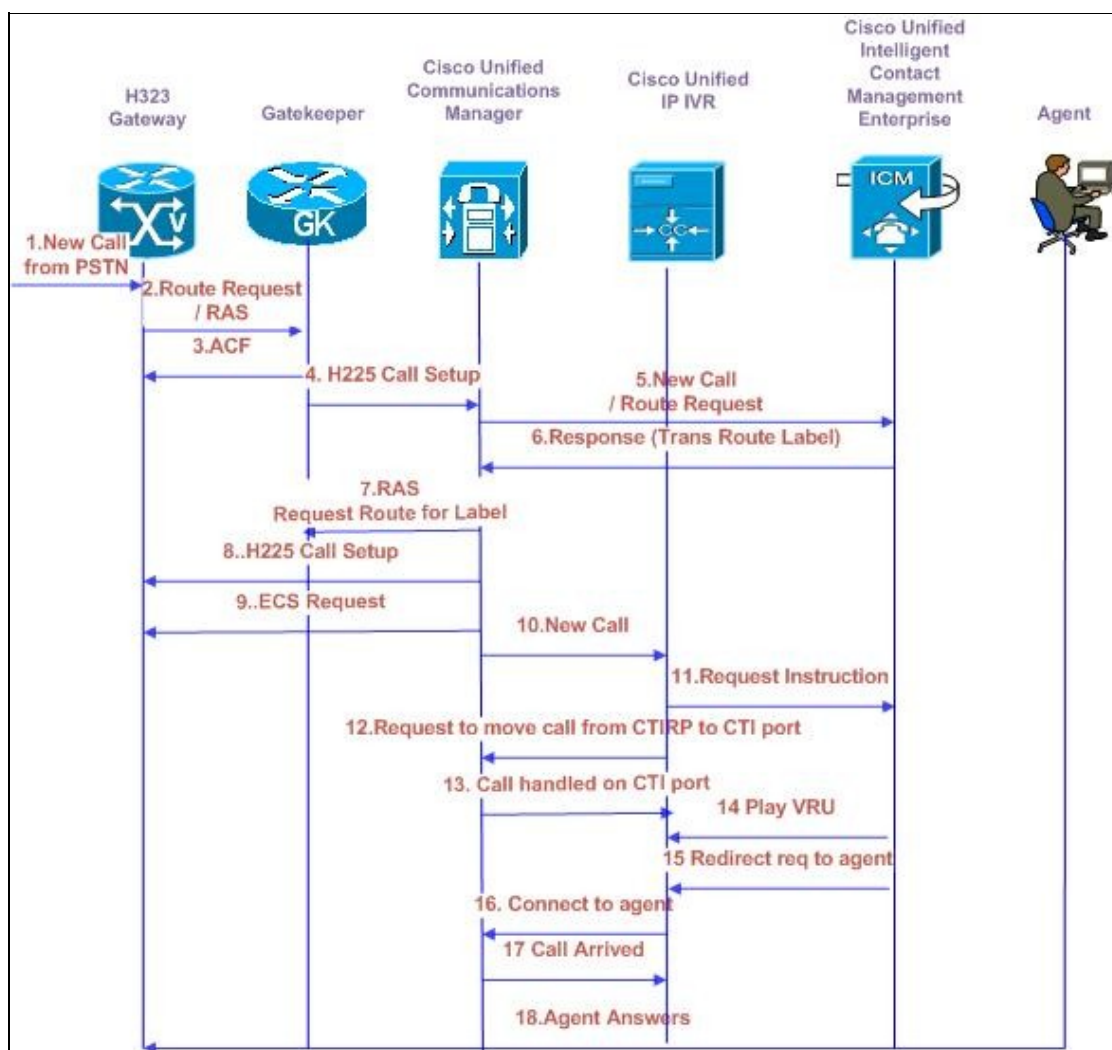 Cisco Unified
Intelligent
Contact
Management
Enterprise
Cisco Unified
Communications
Manager
Cisco Unified
IP IVR
H323
Gateway
Gatekeeper
Agent
V
GK
CC
ICM
1.New Call
from PSTN
2.Route Request
/ RAS
3.ACF
4. H225 Call Setup
5.New Call
/ Route Request
6.Response (Trans Route Label)
7.RAS
Request Route for Label
8..H225 Call Setup
9..ECS Request
10.New Call
11.Request Instruction
12.Request to move call from CTIRP to CTI port
13. Call handled on CTI port
14 Play VRU
15 Redirect req to agent
16. Connect to agent
17 Call Arrived
18.Agent Answers